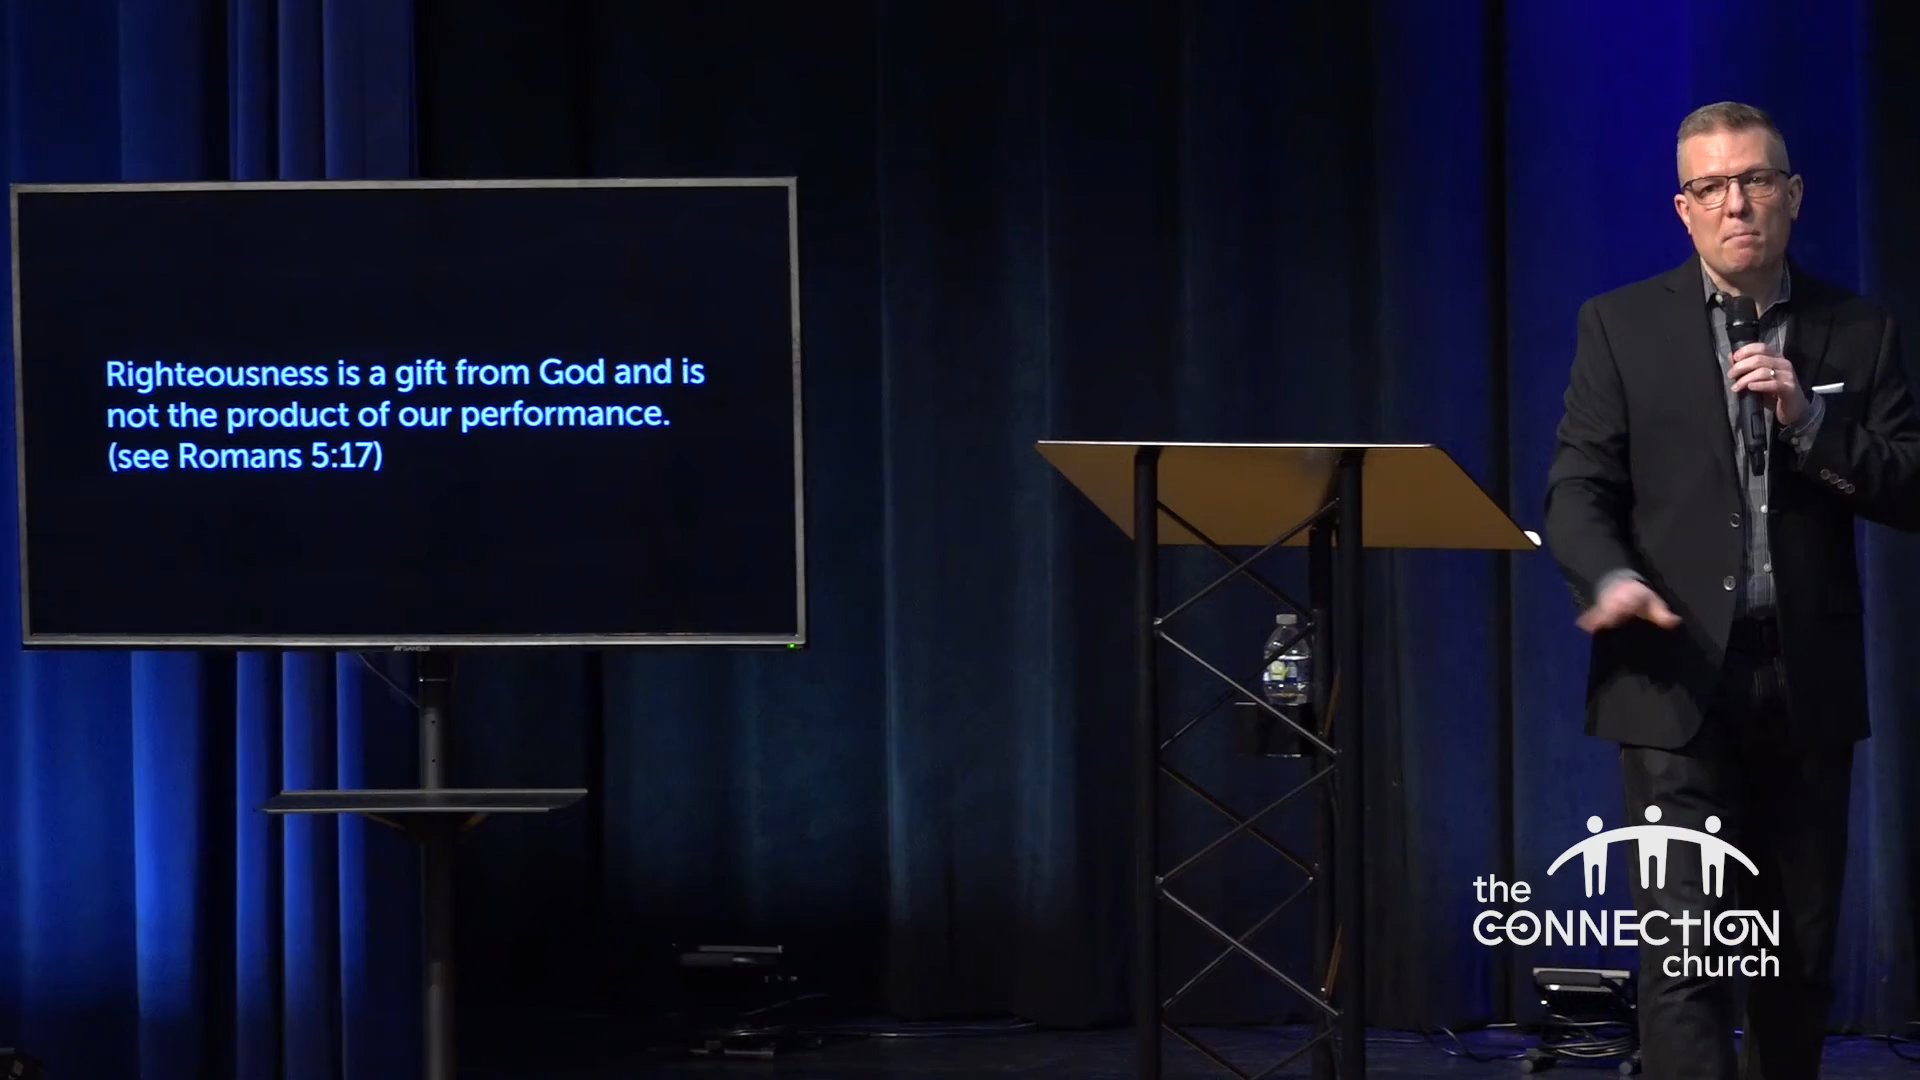 Righteousness is a gift from God and is
not the product of our performance.
(see Romans 5:17)
SANSUI
the
CONNECTION
church